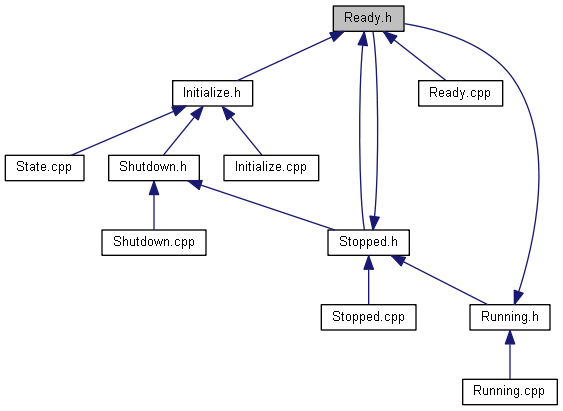 Ready.h
Initialize.h
Ready.cpp
State.cpp
Shutdown.h
Initialize.cpp
Shutdown.cpp
Stopped.h
Stopped.cpp
Running.h
Running.cpp